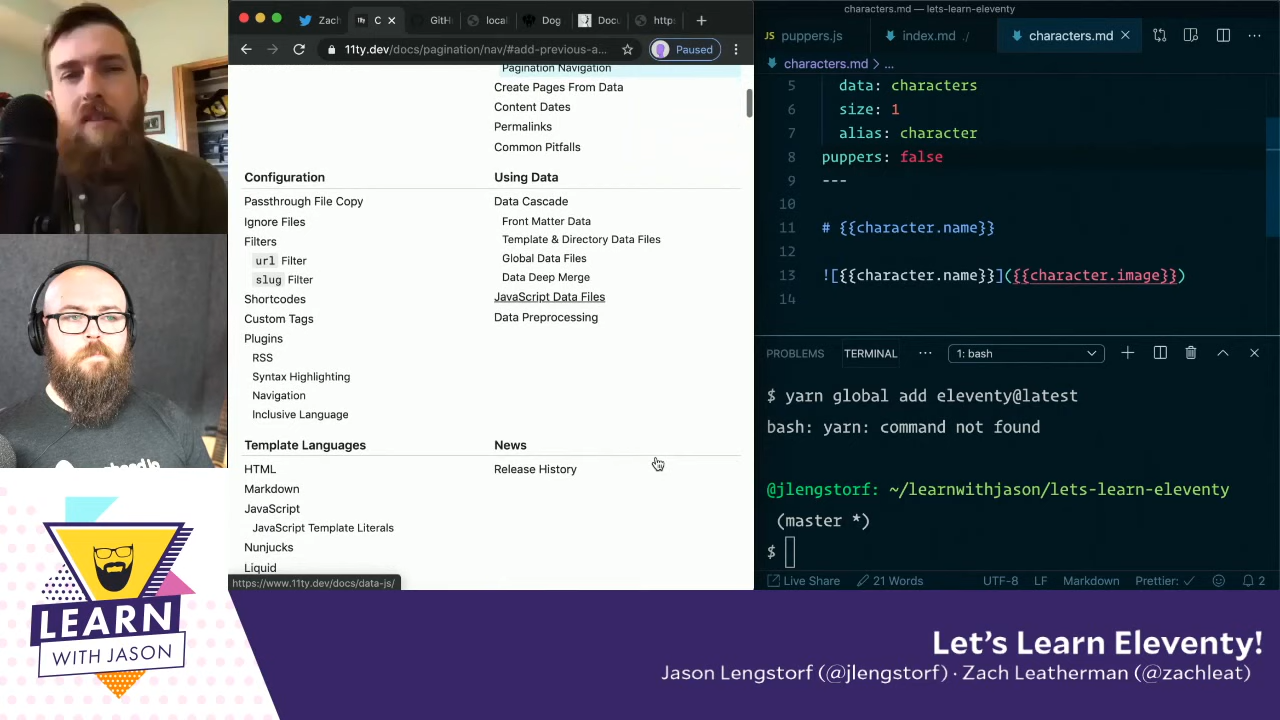 Zach
C
GitH
local
Dog
Docu
https
11ty.dev/docs/pagination/nav/#add-previous-a...
Paused
Pagination Navigation
Create Pages From Data
Content Dates
Permalinks
Common Pitfalls
Configuration
Passthrough File Copy
Ignore Files
Filters
url Filter
slug Filter
Shortcodes
Custom Tags
Plugins
RSS
Syntax Highlighting
Navigation
Inclusive Language
Using Data
Data Cascade
Front Matter Data
Template & Directory Data Files
Global Data Files
Data Deep Merge
JavaScript Data Files
Data Preprocessing
Template Languages
HTML
Markdown
JavaScript
JavaScript Template Literals
Nunjucks
Liquid
News
Release History
https://www.11ty.dev/docs/data-js/
characters.md — lets-learn-eleventy
JS puppers.js
index.md ./
characters.md
characters.md > ...
5 data: characters
6 size: 1
7 alias: character
8 puppers: false
9 ---
10
11 # {{character.name}}
12
13 ![{{character.name}}]({{character.image}})
14
PROBLEMS TERMINAL ... 1: bash
$ yarn global add eleventy@latest
bash: yarn: command not found
@jlengstorf: ~/learnwithjason/lets-learn-eleventy
(master *)
$
Live Share 21 Words UTF-8 LF Markdown Prettier: ✓ 2
LEARN
WITH JASON
Let's Learn Eleventy!
Jason Lengstorf (@jlengstorf) · Zach Leatherman (@zachleat)